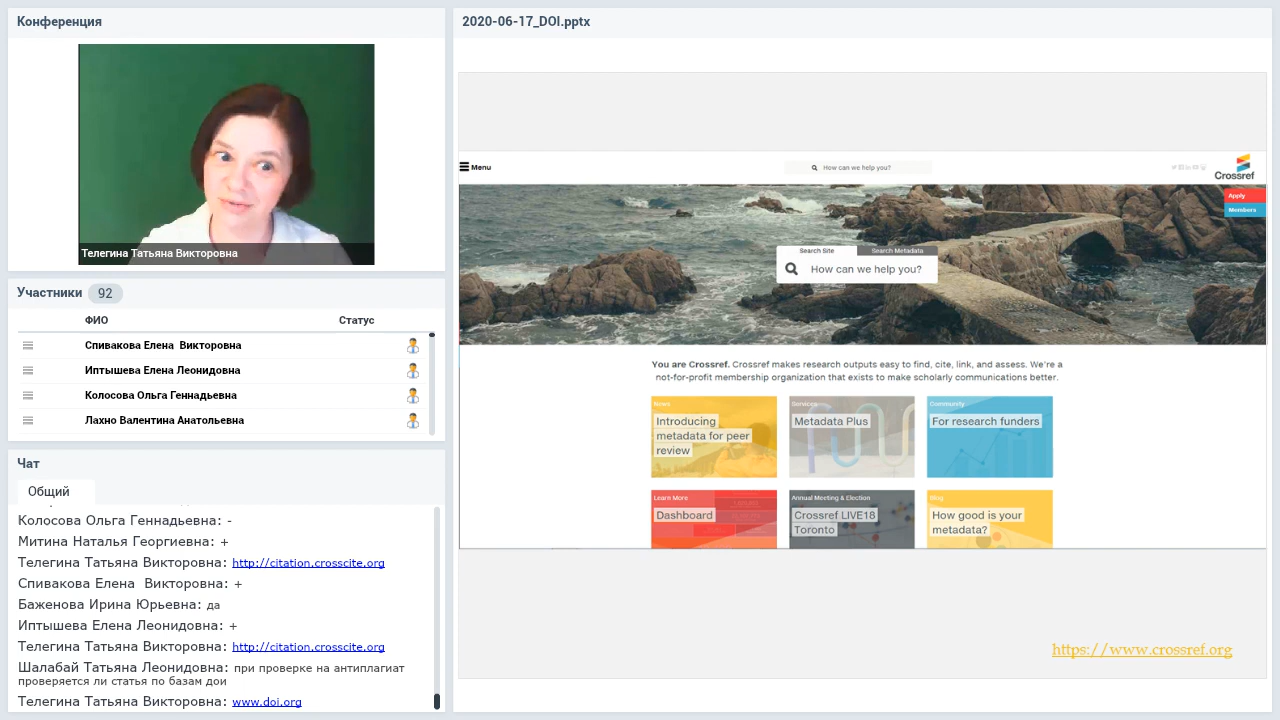 Конференция
Телегина Татьяна Викторовна
Участники 92
ФИО Статус
Спивакова Елена Викторовна
Иптышева Елена Леонидовна
Колосова Ольга Геннадьевна
Лахно Валентина Анатольевна
Чат
Общий
Колосова Ольга Геннадьевна: -
Митина Наталья Георгиевна: +
Телегина Татьяна Викторовна: http://citation.crosscite.org
Спивакова Елена Викторовна: +
Баженова Ирина Юрьевна: да
Иптышева Елена Леонидовна: +
Телегина Татьяна Викторовна: http://citation.crosscite.org
Шалабай Татьяна Леонидовна: при проверке на антиплагиат
проверяется ли статья по базам дои
Телегина Татьяна Викторовна: www.doi.org
2020-06-17_DOI.pptx
Menu
How can we help you?
Crossref
Apply
Members
Search Site
Search Metadata
How can we help you?
You are Crossref. Crossref makes research outputs easy to find, cite, link, and assess. We're a
not-for-profit membership organization that exists to make scholarly communications better.
News
Introducing
metadata for peer
review
Services
Metadata Plus
Community
For research funders
Learn More
Dashboard
Annual Meeting & Election
Crossref LIVE18
Toronto
Blog
How good is your
metadata?
https://www.crossref.org